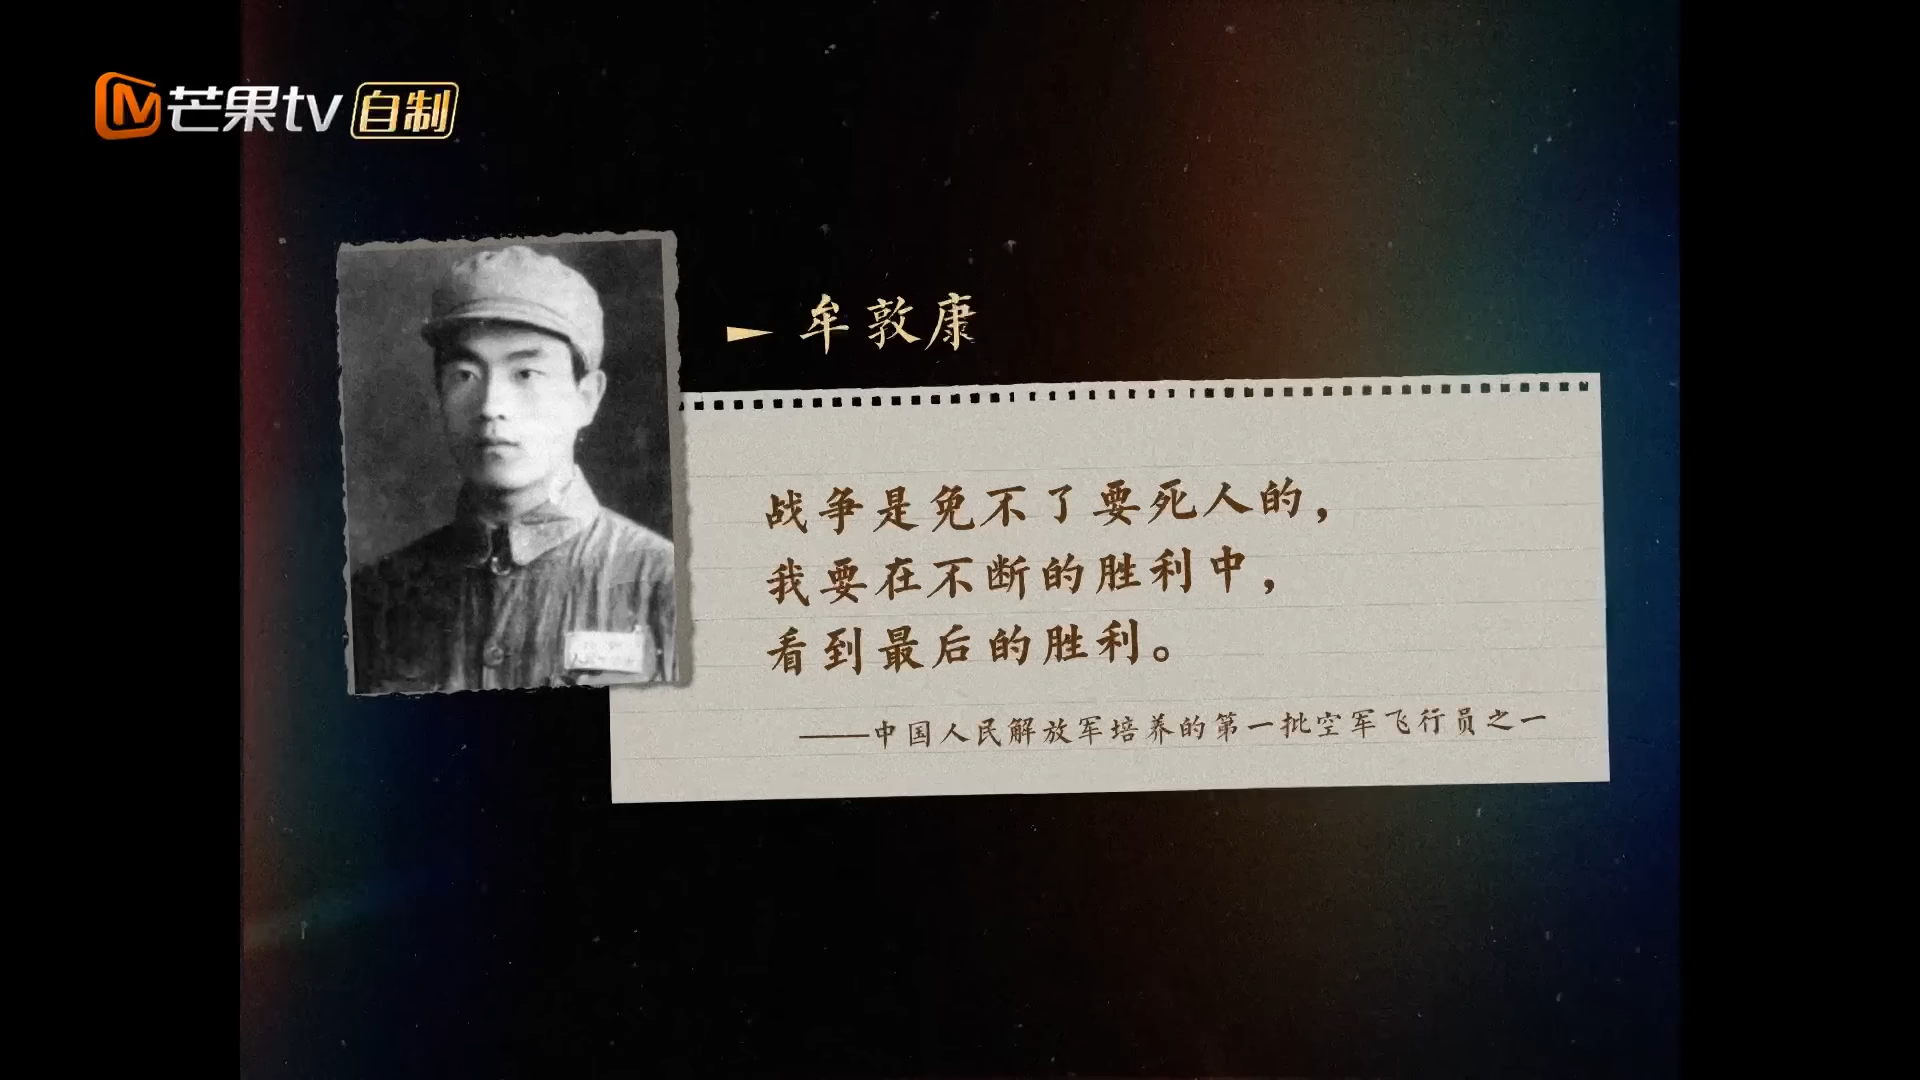 芒果tv 自制
牟敦康
战争是免不了要死人的，
我要在不断的胜利中，
看到最后的胜利。
——中国人民解放军培养的第一批空军飞行员之一